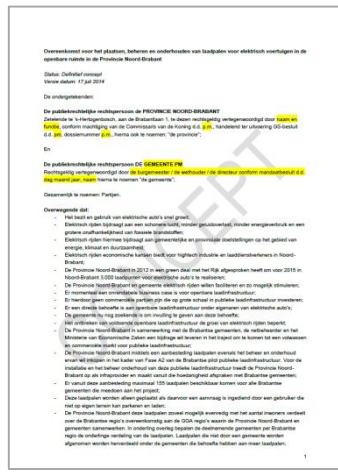 Overeenkomst voor het plaatsen, beheren en onderhouden van laadpalen voor elektrisch voertuigen in de
openbare ruimte in de Provincie Noord-Brabant
Status: Definitief concept
Versie datum: 17 juli 2014
De ondergetekenden:
De publiekrechtelijke rechtspersoon de PROVINCIE NOORD-BRABANT
Zetelende te 's-Hertogenbosch, aan de Brabantlaan 1, te dezen rechtsgeldig vertegenwoordigd door naam en
functie, conform machtiging van de Commissaris van de Koning d.d. p.m., handelend ter uitvoering GS-besluit
d.d. pm, dossiernummer p.m., hierna ook te noemen: "de provincie";
En
De publiekrechtelijke rechtspersoon DE GEMEENTE PM
Rechtsgeldig vertegenwoordigd door de burgemeester / de wethouder / de directeur conform mandaatbesluit d.d.
dag maand jaar, naam hierna te noemen "de gemeente";
Gezamenlijk te noemen: Partijen.
Overwegende dat:
- Het bezit en gebruik van elektrische auto's snel groeit;
- Elektrisch rijden bijdraagt aan een schonere lucht, minder geluidsoverlast, minder energieverbruik en een
grotere onafhankelijkheid van fossiele brandstoffen;
- Elektrisch rijden hiermee bijdraagt aan gemeentelijke en provinciale doelstellingen op het gebied van
energie, klimaat en duurzaamheid;
- Elektrisch rijden economische kansen biedt voor hightech industrie en laaddienstverleners in Noord-
Brabant;
- De Provincie Noord-Brabant in 2012 in een green deal met het Rijk afgesproken heeft om voor 2015 in
Noord-Brabant 3.000 laadpunten voor elektrische auto's te realiseren;
- De Provincie Noord-Brabant en gemeente elektrisch rijden willen faciliteren en zo mogelijk stimuleren;
- Er momenteel een onrendabele business case is voor openbare laadinfrastructuur;
- Er hierdoor geen commerciële partijen zijn die op grote schaal in publieke laadinfrastructuur investeren;
- Er een directe behoefte is aan openbare laadinfrastructuur onder eigenaren van elektrische auto's;
- De gemeente nu nog zoekende is om invulling te geven aan deze behoefte;
- Het ontbreken van voldoende openbare laadinfrastructuur de groei van elektrisch rijden beperkt;
- De Provincie Noord-Brabant in samenwerking met de Brabantse gemeenten, de netbeheerder en het
Ministerie van Economische Zaken een bijdrage wil leveren in het traject om te komen tot een volwassen
en commerciële markt voor publieke laadinfrastructuur;
- De Provincie Noord-Brabant middels een aanbesteding laadpalen evenals het beheer en onderhoud
ervan wil inkopen in het kader van Fase A2 van de Brabantse pilot publieke laadinfrastructuur. Voor de
installatie en het beheer onderhoud van deze publieke laadinfrastructuur treedt de Provincie Noord-
Brabant op als infraprovider en maakt vanuit die hoedanigheid afspraken met Brabantse gemeenten;
- Er vanuit deze aanbesteding maximaal 155 laadpalen beschikbaar komen voor alle Brabantse
gemeenten die meedoen aan het project;
- Deze laadpalen worden alleen geplaatst als daarvoor een aanvraag is ingediend door een gebruiker die
niet op eigen terrein kan parkeren en laden;
- De Provincie Noord-Brabant deze laadpalen zoveel mogelijk evenredig met het aantal inwoners verdeelt
over de Brabantse regio's overeenkomstig aan de GGA regio's waarin de Provincie Noord-Brabant en
gemeenten samenwerken. In onderling overleg bepalen de deelnemende gemeenten per Brabantse
regio de onderlinge verdeling van de laadpalen. Laadpalen die niet door een gemeente worden
afgenomen worden herverdeeld onder de gemeenten die behoefte hebben aan meer laadpalen;
1
CONCEPT